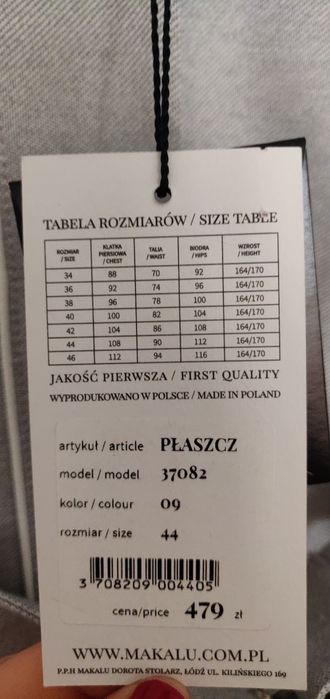 TABELA ROZMIARÓW / SIZE TABLE
ROZMIAR / SIZE KLATKA PIERSIOWA / CHEST TALIA / WAIST BIODRA / HIPS WZROST / HEIGHT
34 88 70 92 164/170
36 92 74 96 164/170
38 96 78 100 164/170
40 100 82 104 164/170
42 104 86 108 164/170
44 108 90 112 164/170
46 112 94 116 164/170
JAKOŚĆ PIERWSZA / FIRST QUALITY
WYPRODUKOWANO W POLSCE / MADE IN POLAND
artykuł / article PŁASZCZ
model / model 37082
kolor / colour 09
rozmiar / size 44
3 708209 004405
cena/price 479 zł
WWW.MAKALU.COM.PL
P.P.H MAKALU DOROTA STOLARZ, ŁÓDŹ UL. KILIŃSKIEGO 169